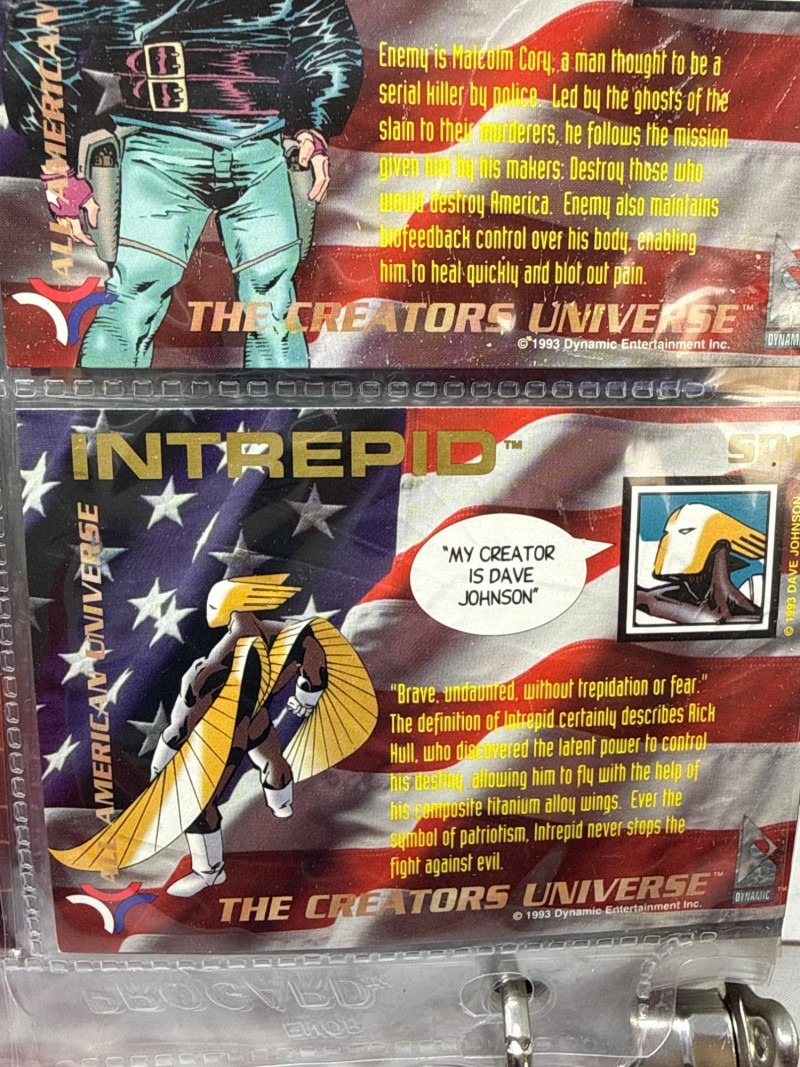 ALL AMERICAN
Enemy is Malcolm Cory, a man thought to be a
serial killer by police. Led by the ghosts of the
slain to their murderers, he follows the mission
given him by his makers: Destroy those who
would destroy America. Enemy also maintains
biofeedback control over his body, enabling
him to heal quickly and blot out pain.
THE CREATORS UNIVERSE™
© 1993 Dynamic Entertainment Inc.
DYNAM
INTREPID™
ALL AMERICAN UNIVERSE
"MY CREATOR
IS DAVE
JOHNSON"
© 1993 DAVE JOHNSON
"Brave, undaunted, without trepidation or fear."
The definition of Intrepid certainly describes Rick
Hull, who discovered the latent power to control
his destiny, allowing him to fly with the help of
his composite titanium alloy wings. Ever the
symbol of patriotism, Intrepid never stops the
fight against evil.
THE CREATORS UNIVERSE™
© 1993 Dynamic Entertainment Inc.
DYNAMIC™
PROGARD